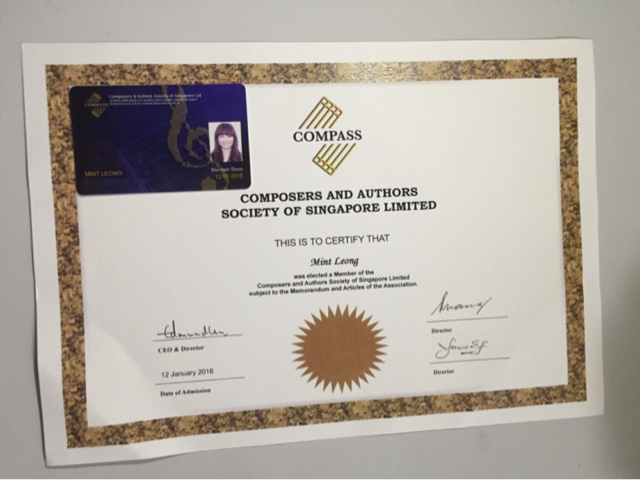 Composers & Authors Society of Singapore Ltd
COMPASS
MINT LEONG
Member Since
COMPASS
COMPOSERS AND AUTHORS
SOCIETY OF SINGAPORE LIMITED
THIS IS TO CERTIFY THAT
Mint Leong
was elected a Member of the
Composers and Authors Society of Singapore Limited
subject to the Memorandum and Articles of the Association.
CEO & Director
12 January 2016
Date of Admission
Director
Director